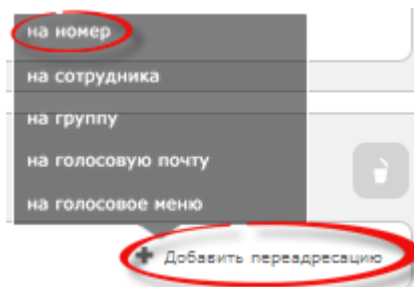 на номер
на сотрудника
на группу
на голосовую почту
на голосовое меню
Добавить переадресацию